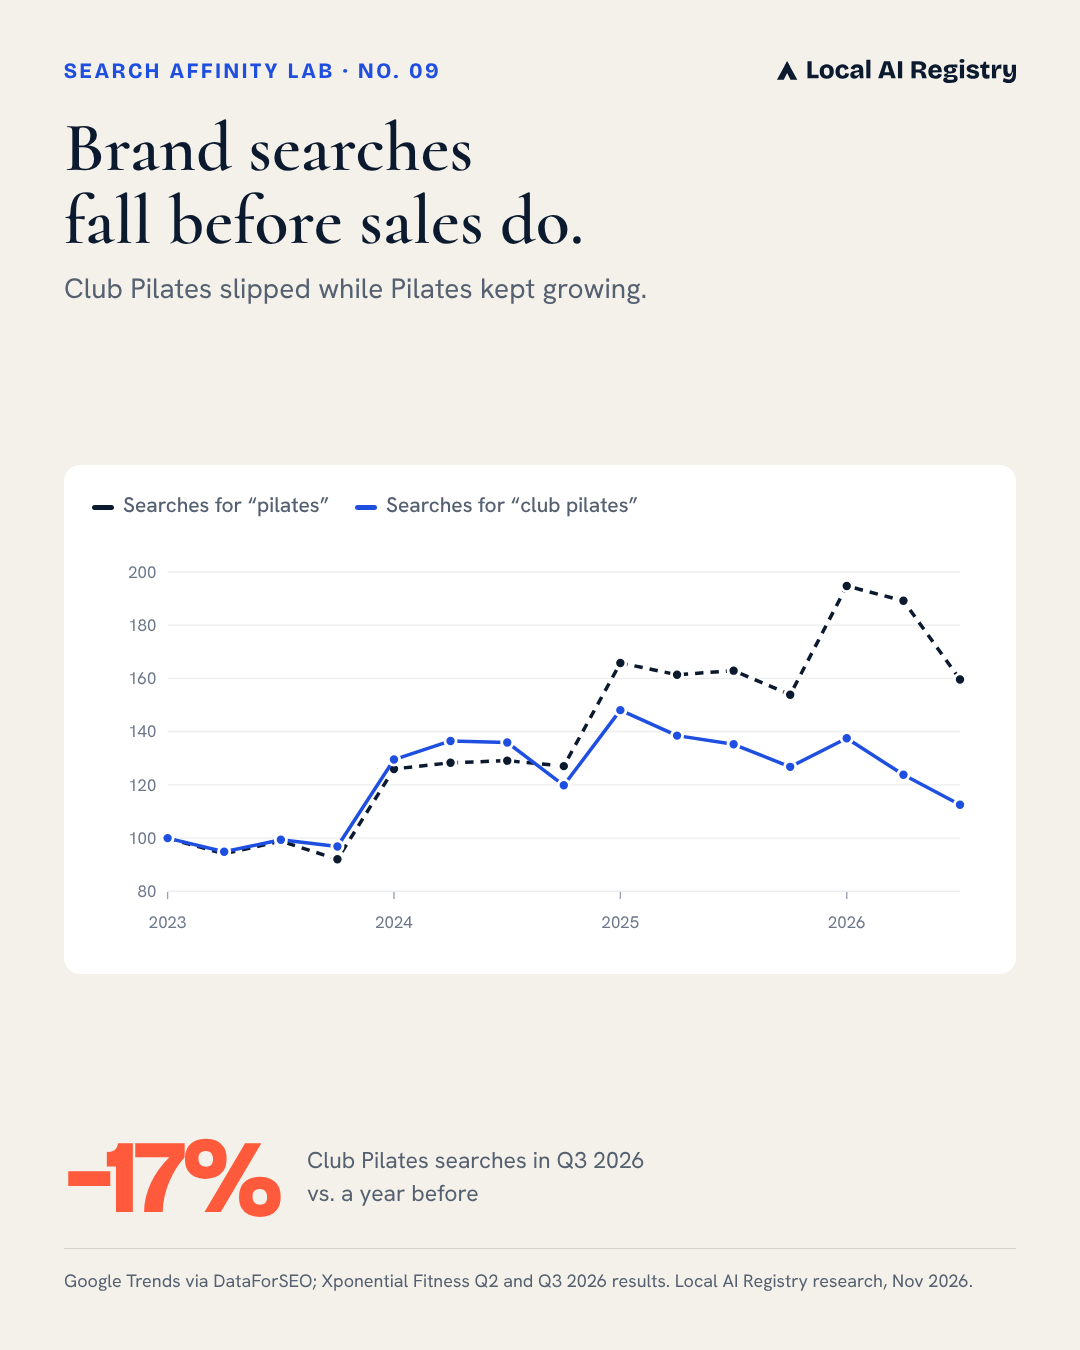 SEARCH AFFINITY LAB · NO. 09
Local AI Registry
Brand searches
fall before sales do.
Club Pilates slipped while Pilates kept growing.
Searches for “pilates”
Searches for “club pilates”
200
180
160
140
120
100
80
2023
2024
2025
2026
–17%
Club Pilates searches in Q3 2026
vs. a year before
Google Trends via DataForSEO; Xponential Fitness Q2 and Q3 2026 results. Local AI Registry research, Nov 2026.